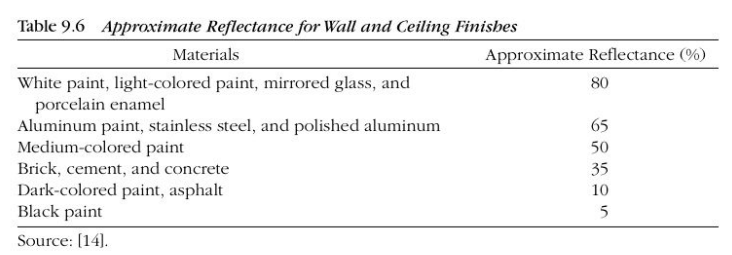 Table 9.6 Approximate Reflectance for Wall and Ceiling Finishes
Materials Approximate Reflectance (%)
White paint, light-colored paint, mirrored glass, and 80
porcelain enamel
Aluminum paint, stainless steel, and polished aluminum 65
Medium-colored paint 50
Brick, cement, and concrete 35
Dark-colored paint, asphalt 10
Black paint 5
Source: [14].